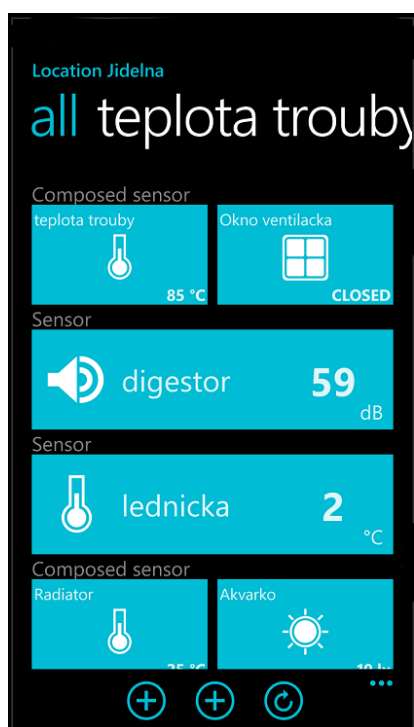 Location Jidelna
all teplota trouby
Composed sensor
teplota trouby
Okno ventilacka
85 °C
CLOSED
Sensor
digestor
59
dB
Sensor
lednicka
2
°C
Composed sensor
Radiator
Akvarko